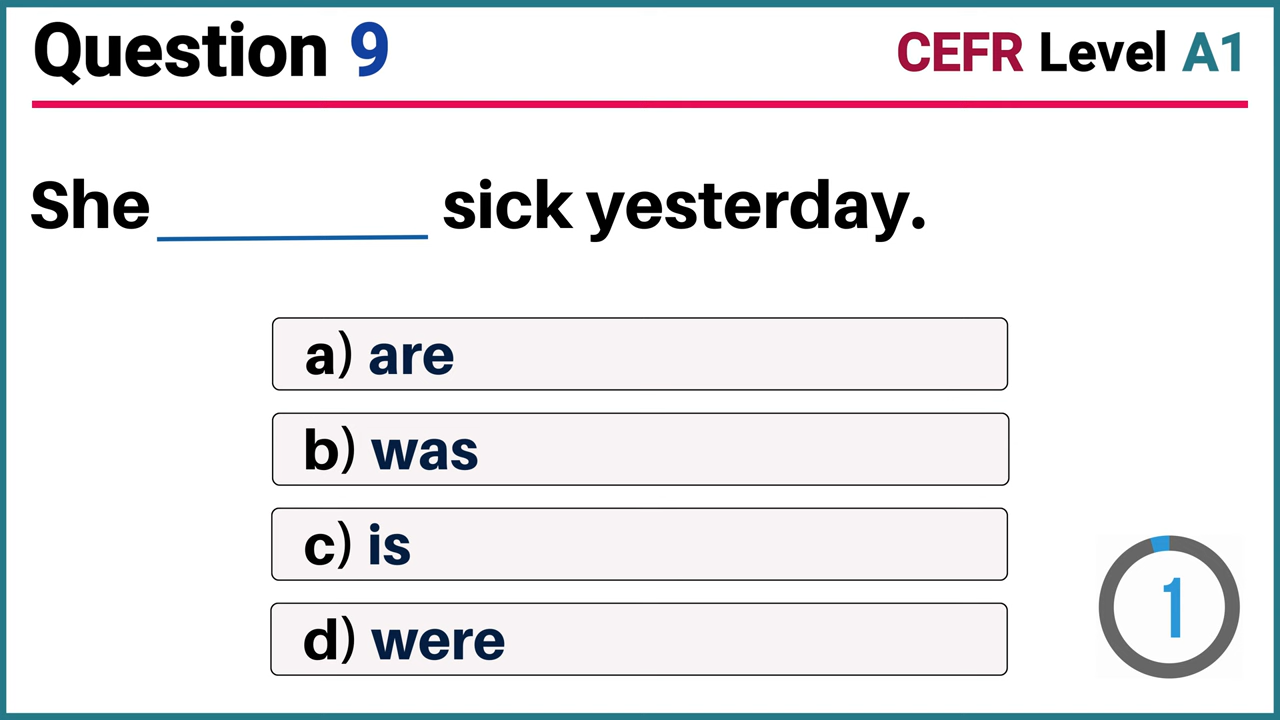 Question 9
CEFR Level A1
She ________ sick yesterday.
a) are
b) was
c) is
d) were
1